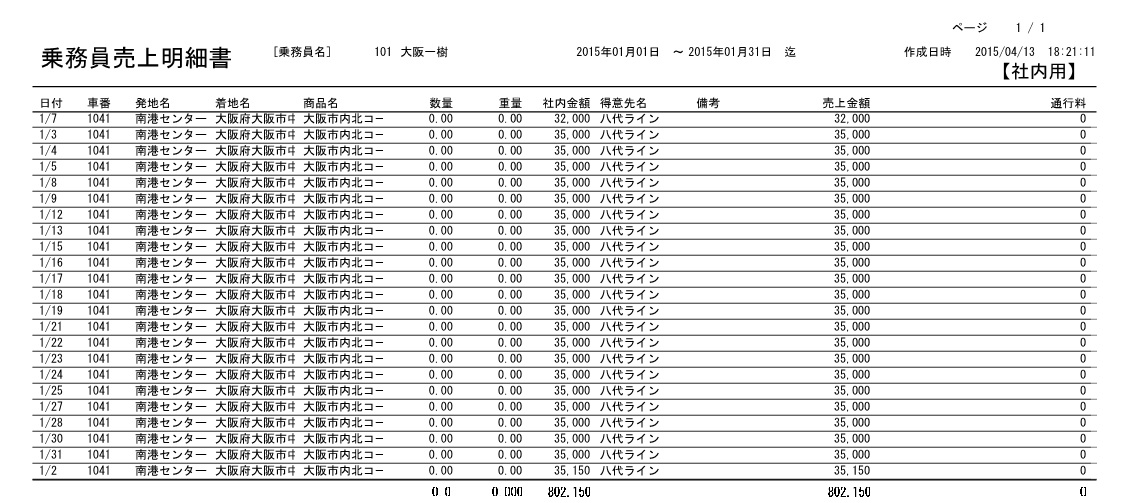 ページ 1 / 1
乗務員売上明細書 [乗務員名] 101 大阪一樹 2015年01月01日 ～ 2015年01月31日 迄 作成日時 2015/04/13 18:21:11
【社内用】
日付 車番 発地名 着地名 商品名 数量 重量 社内金額 得意先名 備考 売上金額 通行料
1/7 1041 南港センター 大阪府大阪市 大阪市内北コー 0.00 0.00 32,000 八代ライン 32,000 0
1/3 1041 南港センター 大阪府大阪市 大阪市内北コー 0.00 0.00 35,000 八代ライン 35,000 0
1/4 1041 南港センター 大阪府大阪市 大阪市内北コー 0.00 0.00 35,000 八代ライン 35,000 0
1/5 1041 南港センター 大阪府大阪市 大阪市内北コー 0.00 0.00 35,000 八代ライン 35,000 0
1/8 1041 南港センター 大阪府大阪市 大阪市内北コー 0.00 0.00 35,000 八代ライン 35,000 0
1/9 1041 南港センター 大阪府大阪市 大阪市内北コー 0.00 0.00 35,000 八代ライン 35,000 0
1/12 1041 南港センター 大阪府大阪市 大阪市内北コー 0.00 0.00 35,000 八代ライン 35,000 0
1/13 1041 南港センター 大阪府大阪市 大阪市内北コー 0.00 0.00 35,000 八代ライン 35,000 0
1/15 1041 南港センター 大阪府大阪市 大阪市内北コー 0.00 0.00 35,000 八代ライン 35,000 0
1/16 1041 南港センター 大阪府大阪市 大阪市内北コー 0.00 0.00 35,000 八代ライン 35,000 0
1/17 1041 南港センター 大阪府大阪市 大阪市内北コー 0.00 0.00 35,000 八代ライン 35,000 0
1/18 1041 南港センター 大阪府大阪市 大阪市内北コー 0.00 0.00 35,000 八代ライン 35,000 0
1/19 1041 南港センター 大阪府大阪市 大阪市内北コー 0.00 0.00 35,000 八代ライン 35,000 0
1/21 1041 南港センター 大阪府大阪市 大阪市内北コー 0.00 0.00 35,000 八代ライン 35,000 0
1/22 1041 南港センター 大阪府大阪市 大阪市内北コー 0.00 0.00 35,000 八代ライン 35,000 0
1/23 1041 南港センター 大阪府大阪市 大阪市内北コー 0.00 0.00 35,000 八代ライン 35,000 0
1/24 1041 南港センター 大阪府大阪市 大阪市内北コー 0.00 0.00 35,000 八代ライン 35,000 0
1/25 1041 南港センター 大阪府大阪市 大阪市内北コー 0.00 0.00 35,000 八代ライン 35,000 0
1/27 1041 南港センター 大阪府大阪市 大阪市内北コー 0.00 0.00 35,000 八代ライン 35,000 0
1/28 1041 南港センター 大阪府大阪市 大阪市内北コー 0.00 0.00 35,000 八代ライン 35,000 0
1/30 1041 南港センター 大阪府大阪市 大阪市内北コー 0.00 0.00 35,000 八代ライン 35,000 0
1/31 1041 南港センター 大阪府大阪市 大阪市内北コー 0.00 0.00 35,000 八代ライン 35,000 0
1/2 1041 南港センター 大阪府大阪市 大阪市内北コー 0.00 0.00 35,150 八代ライン 35,150 0
0.0 0.000 802,150 802,150 0